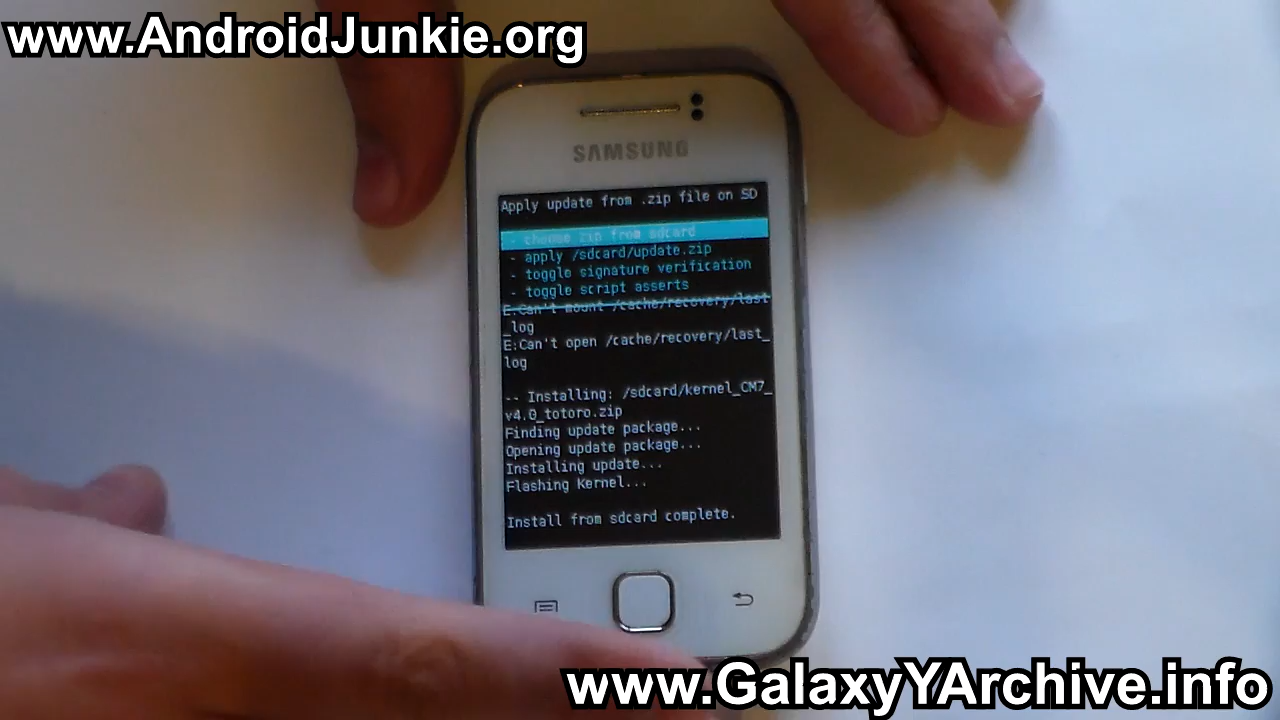 www.AndroidJunkie.org
SAMSUNG
Apply update from .zip file on SD
- choose zip from sdcard
- apply /sdcard/update.zip
- toggle signature verification
- toggle script asserts
E:Can't mount /cache/recovery/last
_log
E:Can't open /cache/recovery/last_
log
-- Installing: /sdcard/kernel_CM7_
v4.0_totoro.zip
Finding update package...
Opening update package...
Installing update...
Flashing Kernel...
Install from sdcard complete.
www.GalaxyYArchive.info